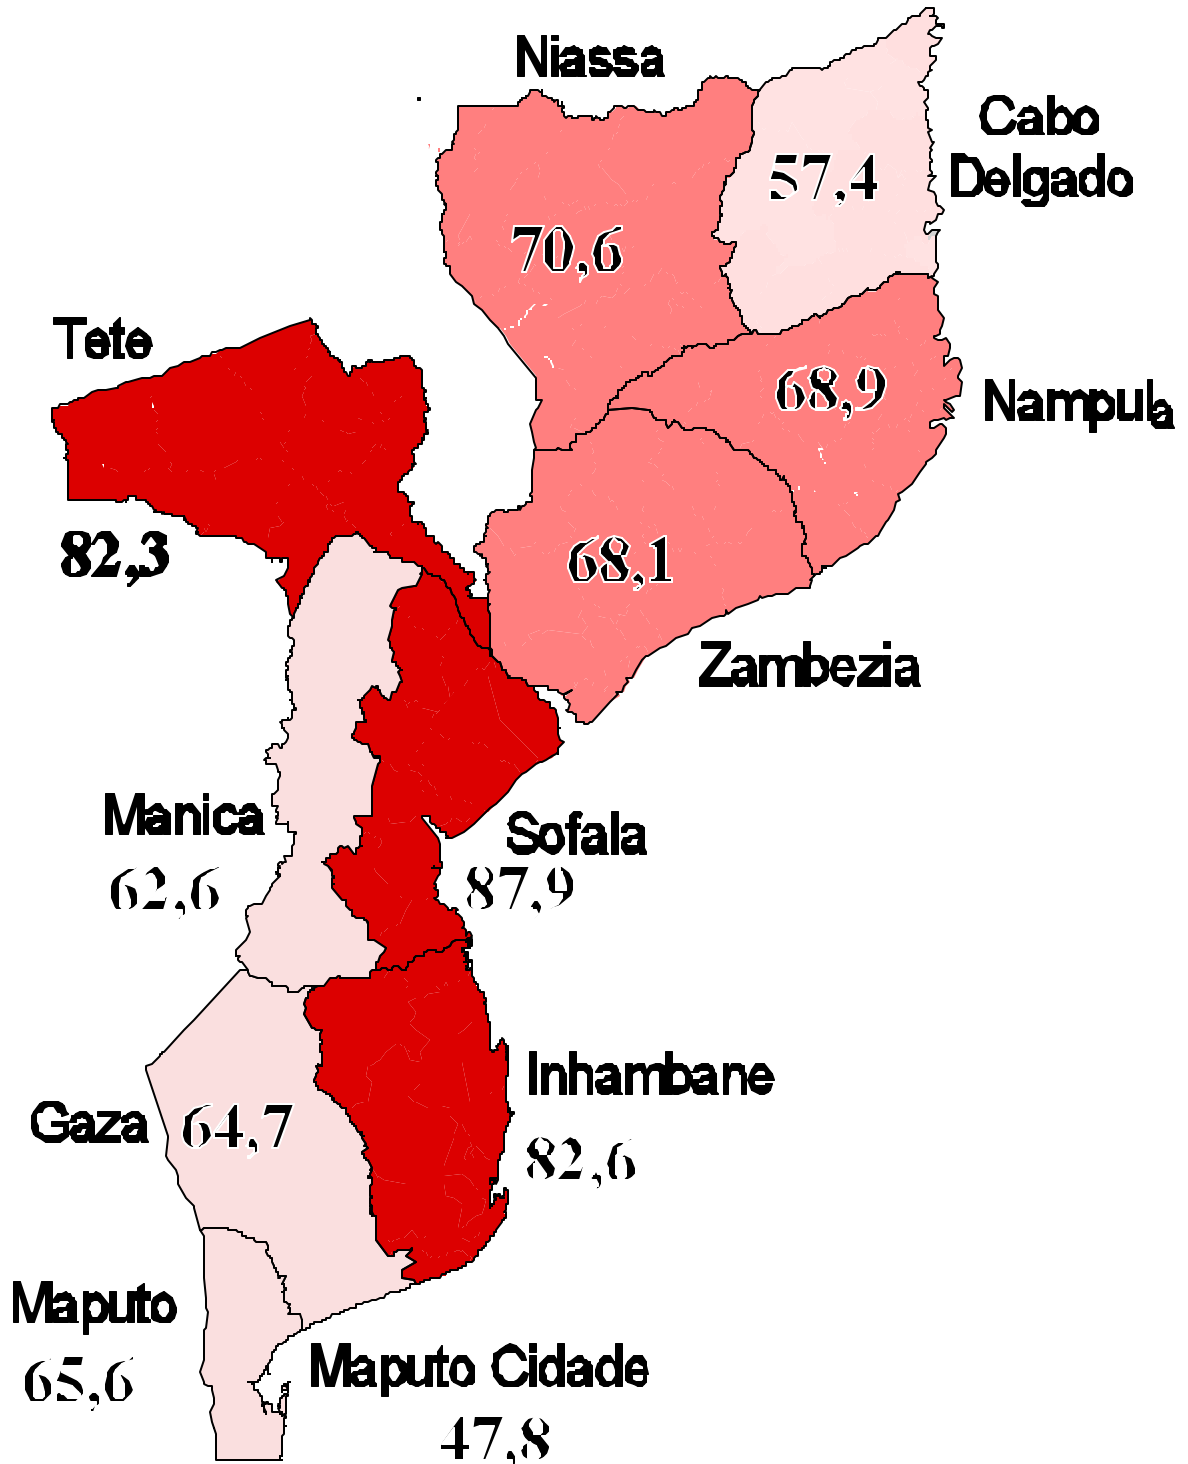 Niassa
Cabo
Delgado
57,4
70,6
Tete
68,9
Nampula
82,3
68,1
Zambezia
Manica
62,6
Sofala
87,9
Inhambane
82,6
Gaza
64,7
Maputo
65,6
Maputo Cidade
47,8